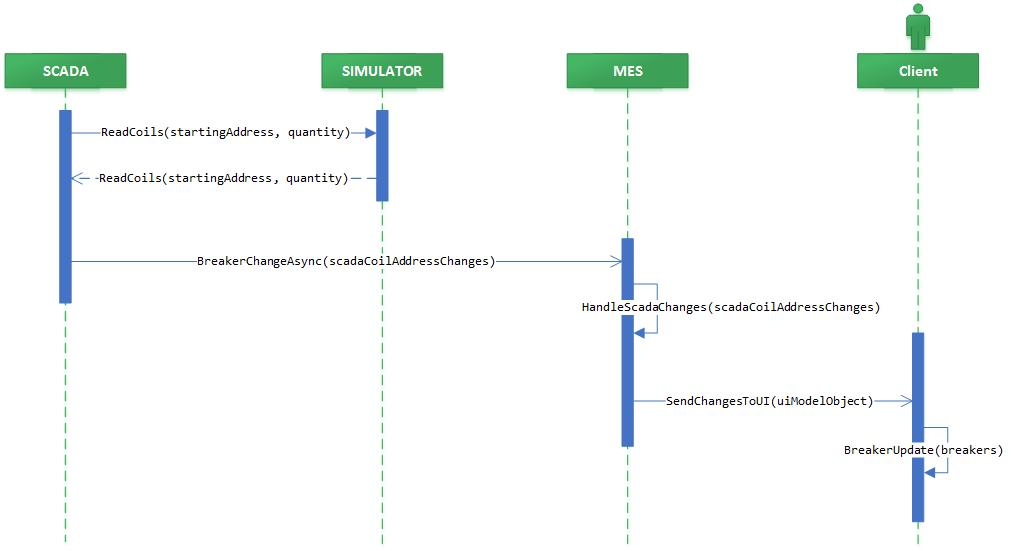 SCADA
SIMULATOR
MES
Client
ReadCoils(startingAddress, quantity)
ReadCoils(startingAddress, quantity)
BreakerChangeAsync(scadaCoilAddressChanges)
HandleScadaChanges(scadaCoilAddressChanges)
SendChangesToUI(uiModelObject)
BreakerUpdate(breakers)